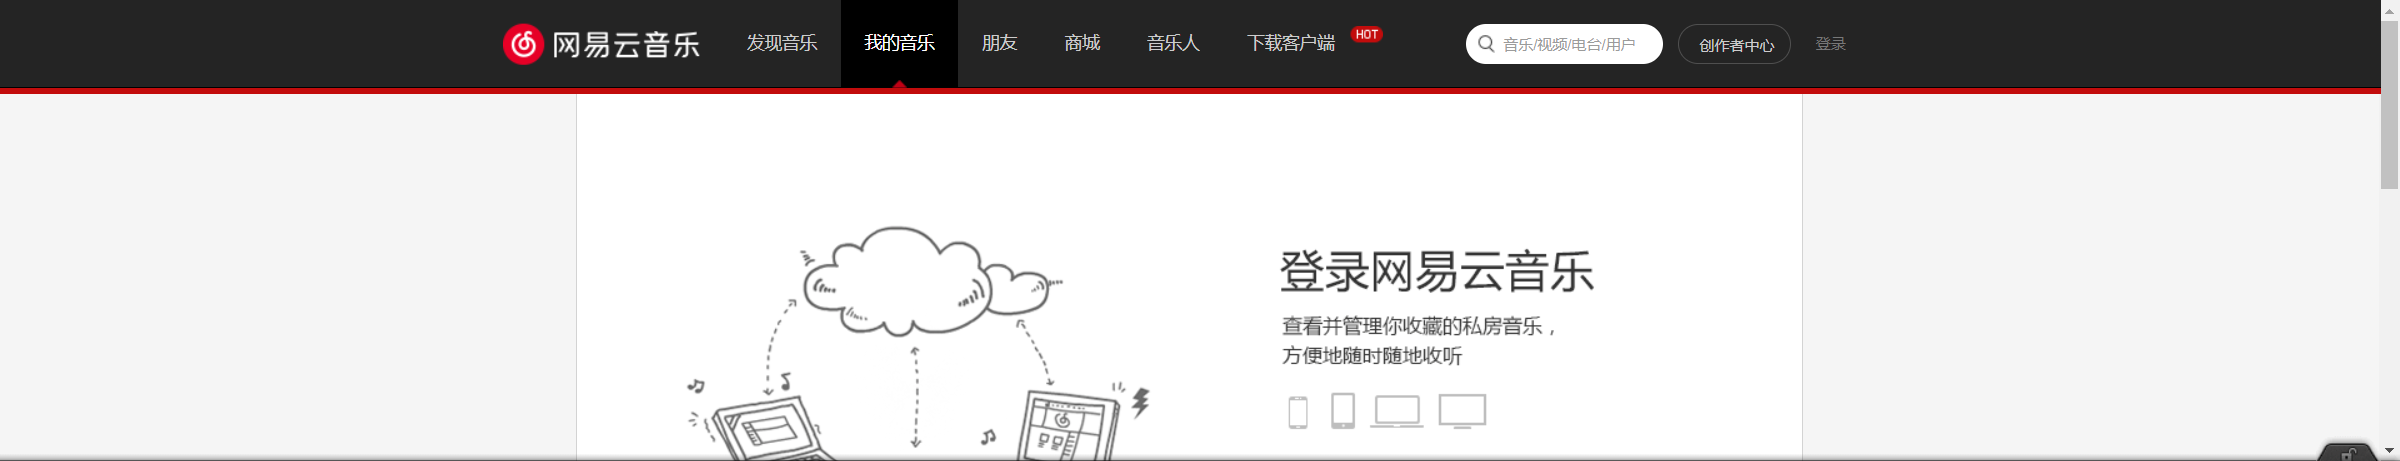 网易云音乐 发现音乐 我的音乐 朋友 商城 音乐人 下载客户端 HOT 音乐/视频/电台/用户 创作者中心 登录
登录网易云音乐
查看并管理你收藏的私房音乐，
方便地随时随地收听